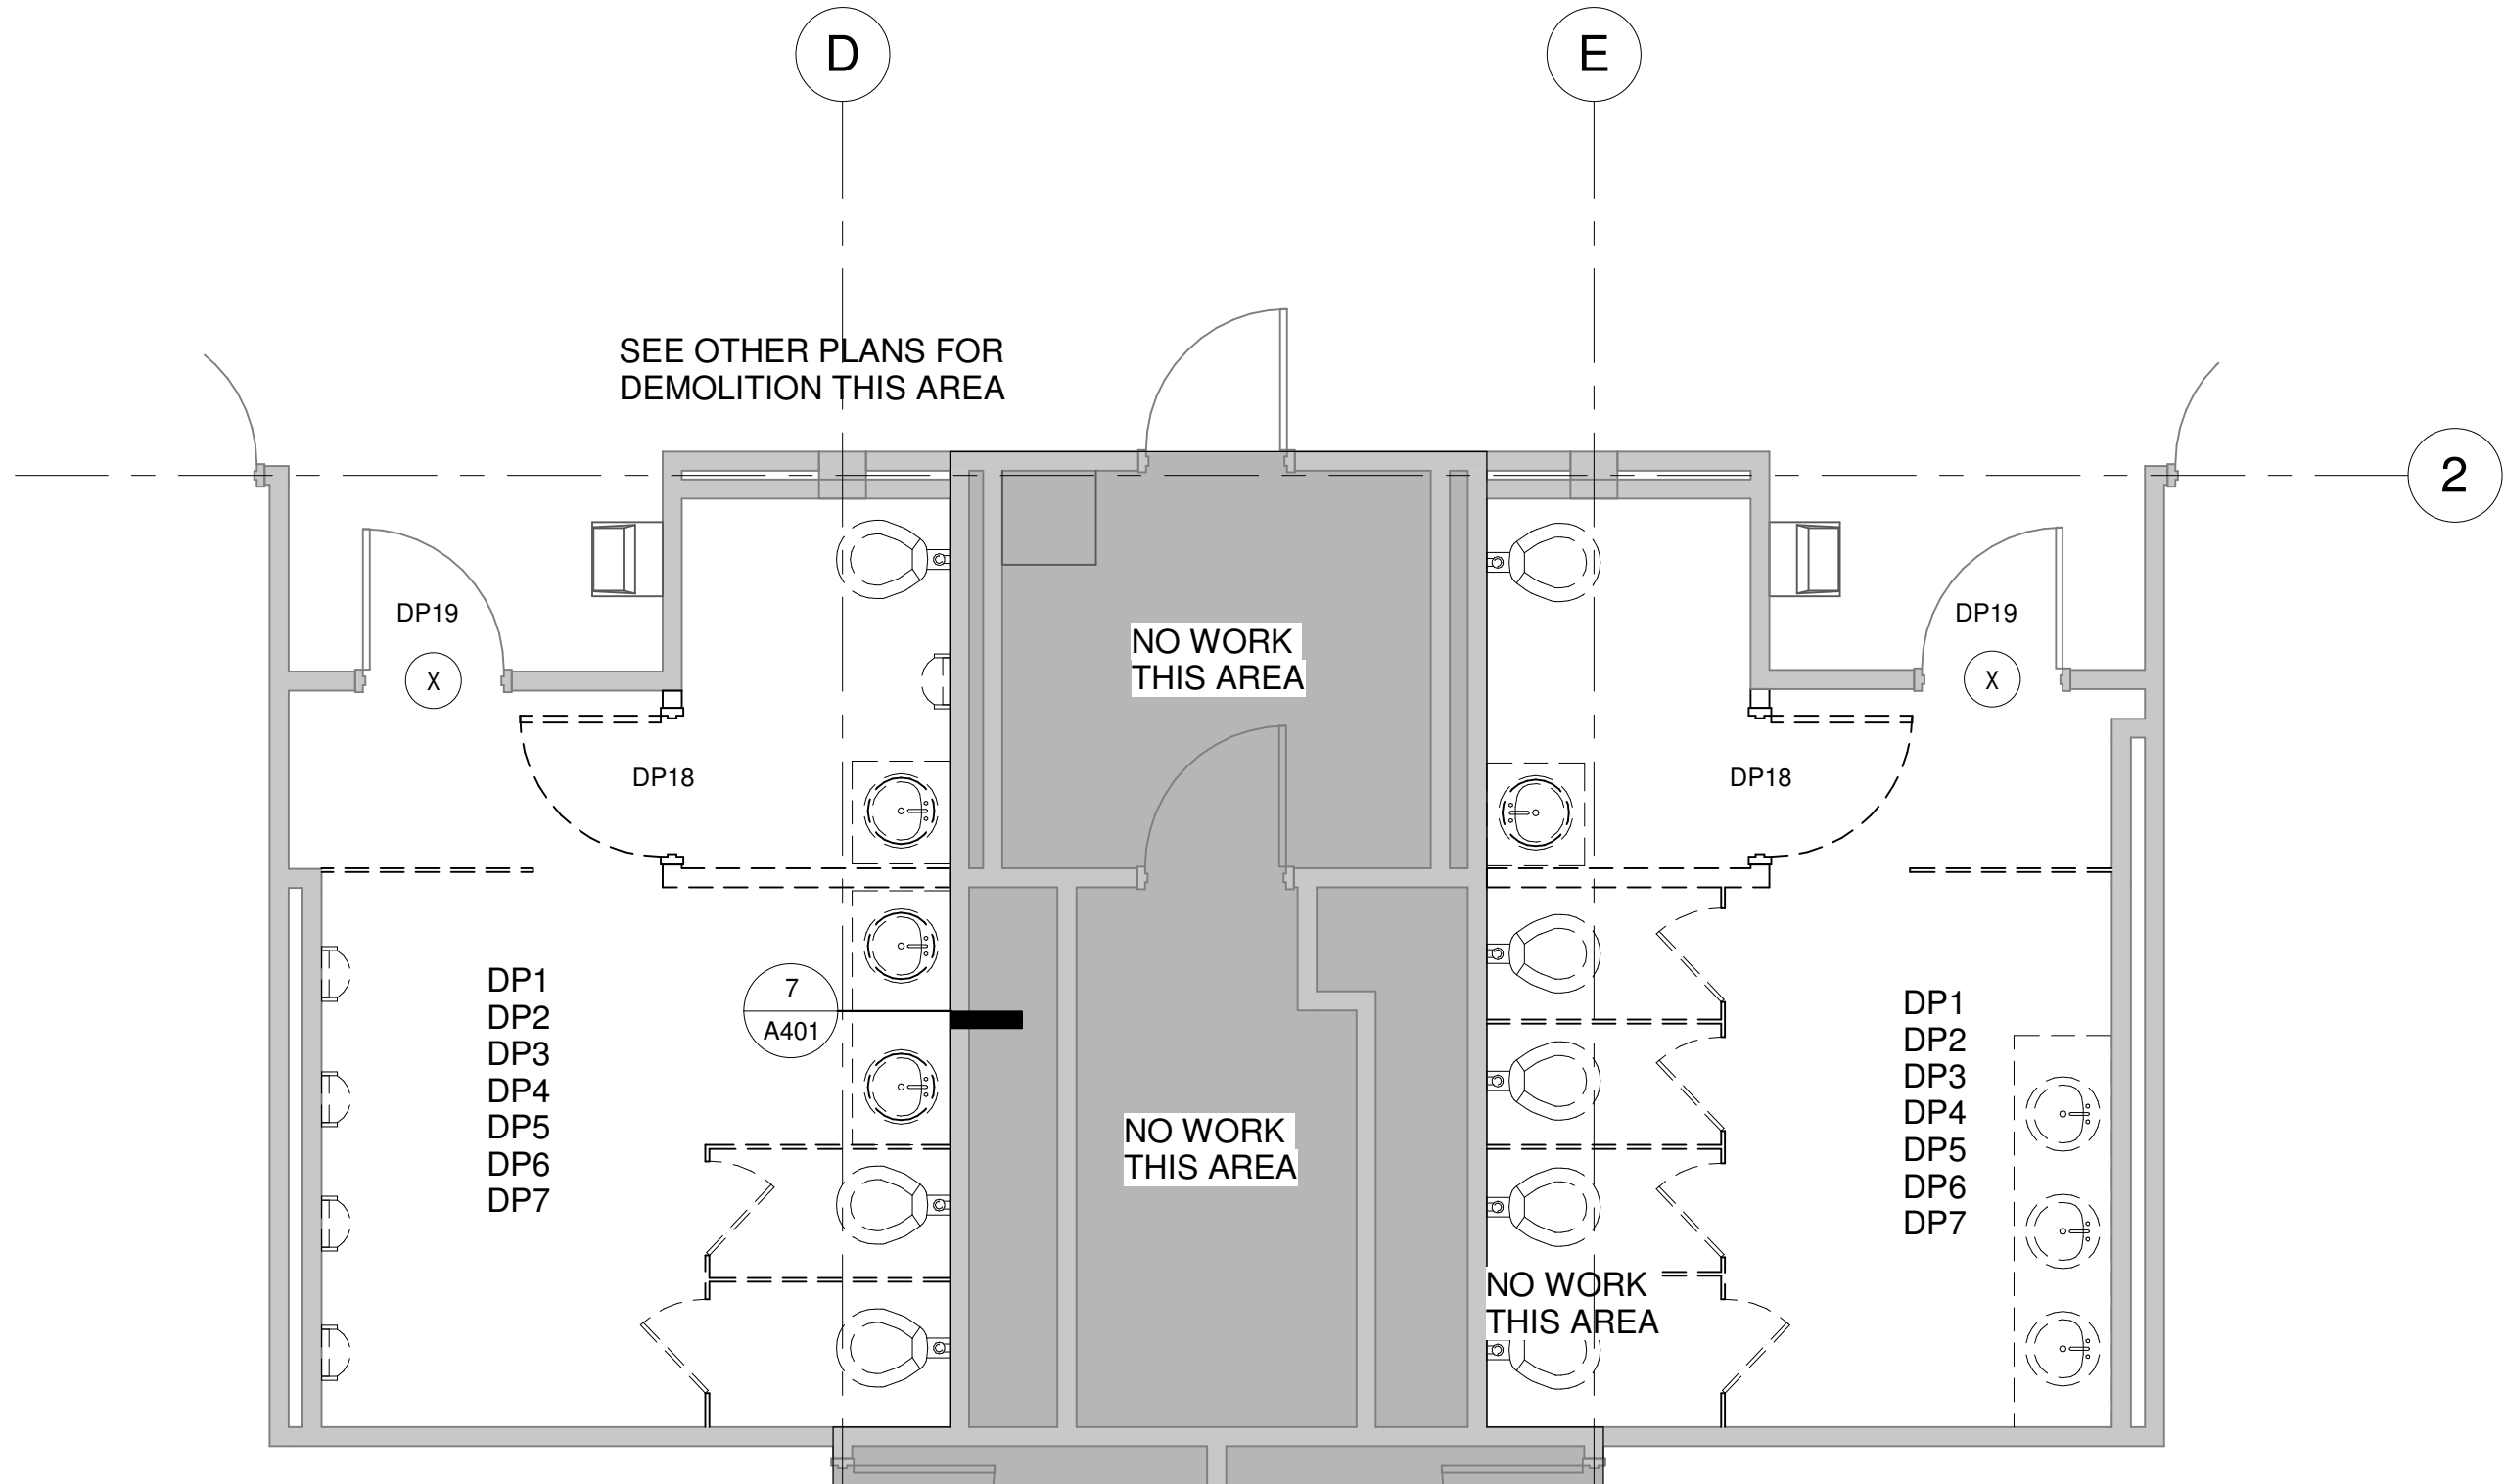 D
E
SEE OTHER PLANS FOR
DEMOLITION THIS AREA
2
DP19
X
NO WORK
THIS AREA
DP19
X
DP18
DP18
DP1
DP2
DP3
DP4
DP5
DP6
DP7
7
A401
NO WORK
THIS AREA
NO WORK
THIS AREA
DP1
DP2
DP3
DP4
DP5
DP6
DP7